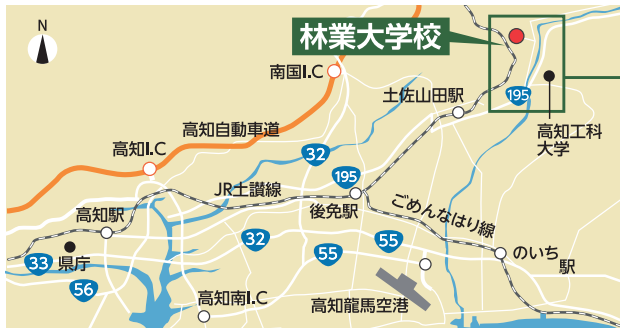 N
林業大学校
南国I.C
土佐山田駅
195
高知自動車道
高知工科
大学
高知I.C
32
195
JR土讃線
後免駅
ごめんなはり線
高知駅
32
55
55
のいち
駅
33
県庁
56
高知南I.C
高知龍馬空港